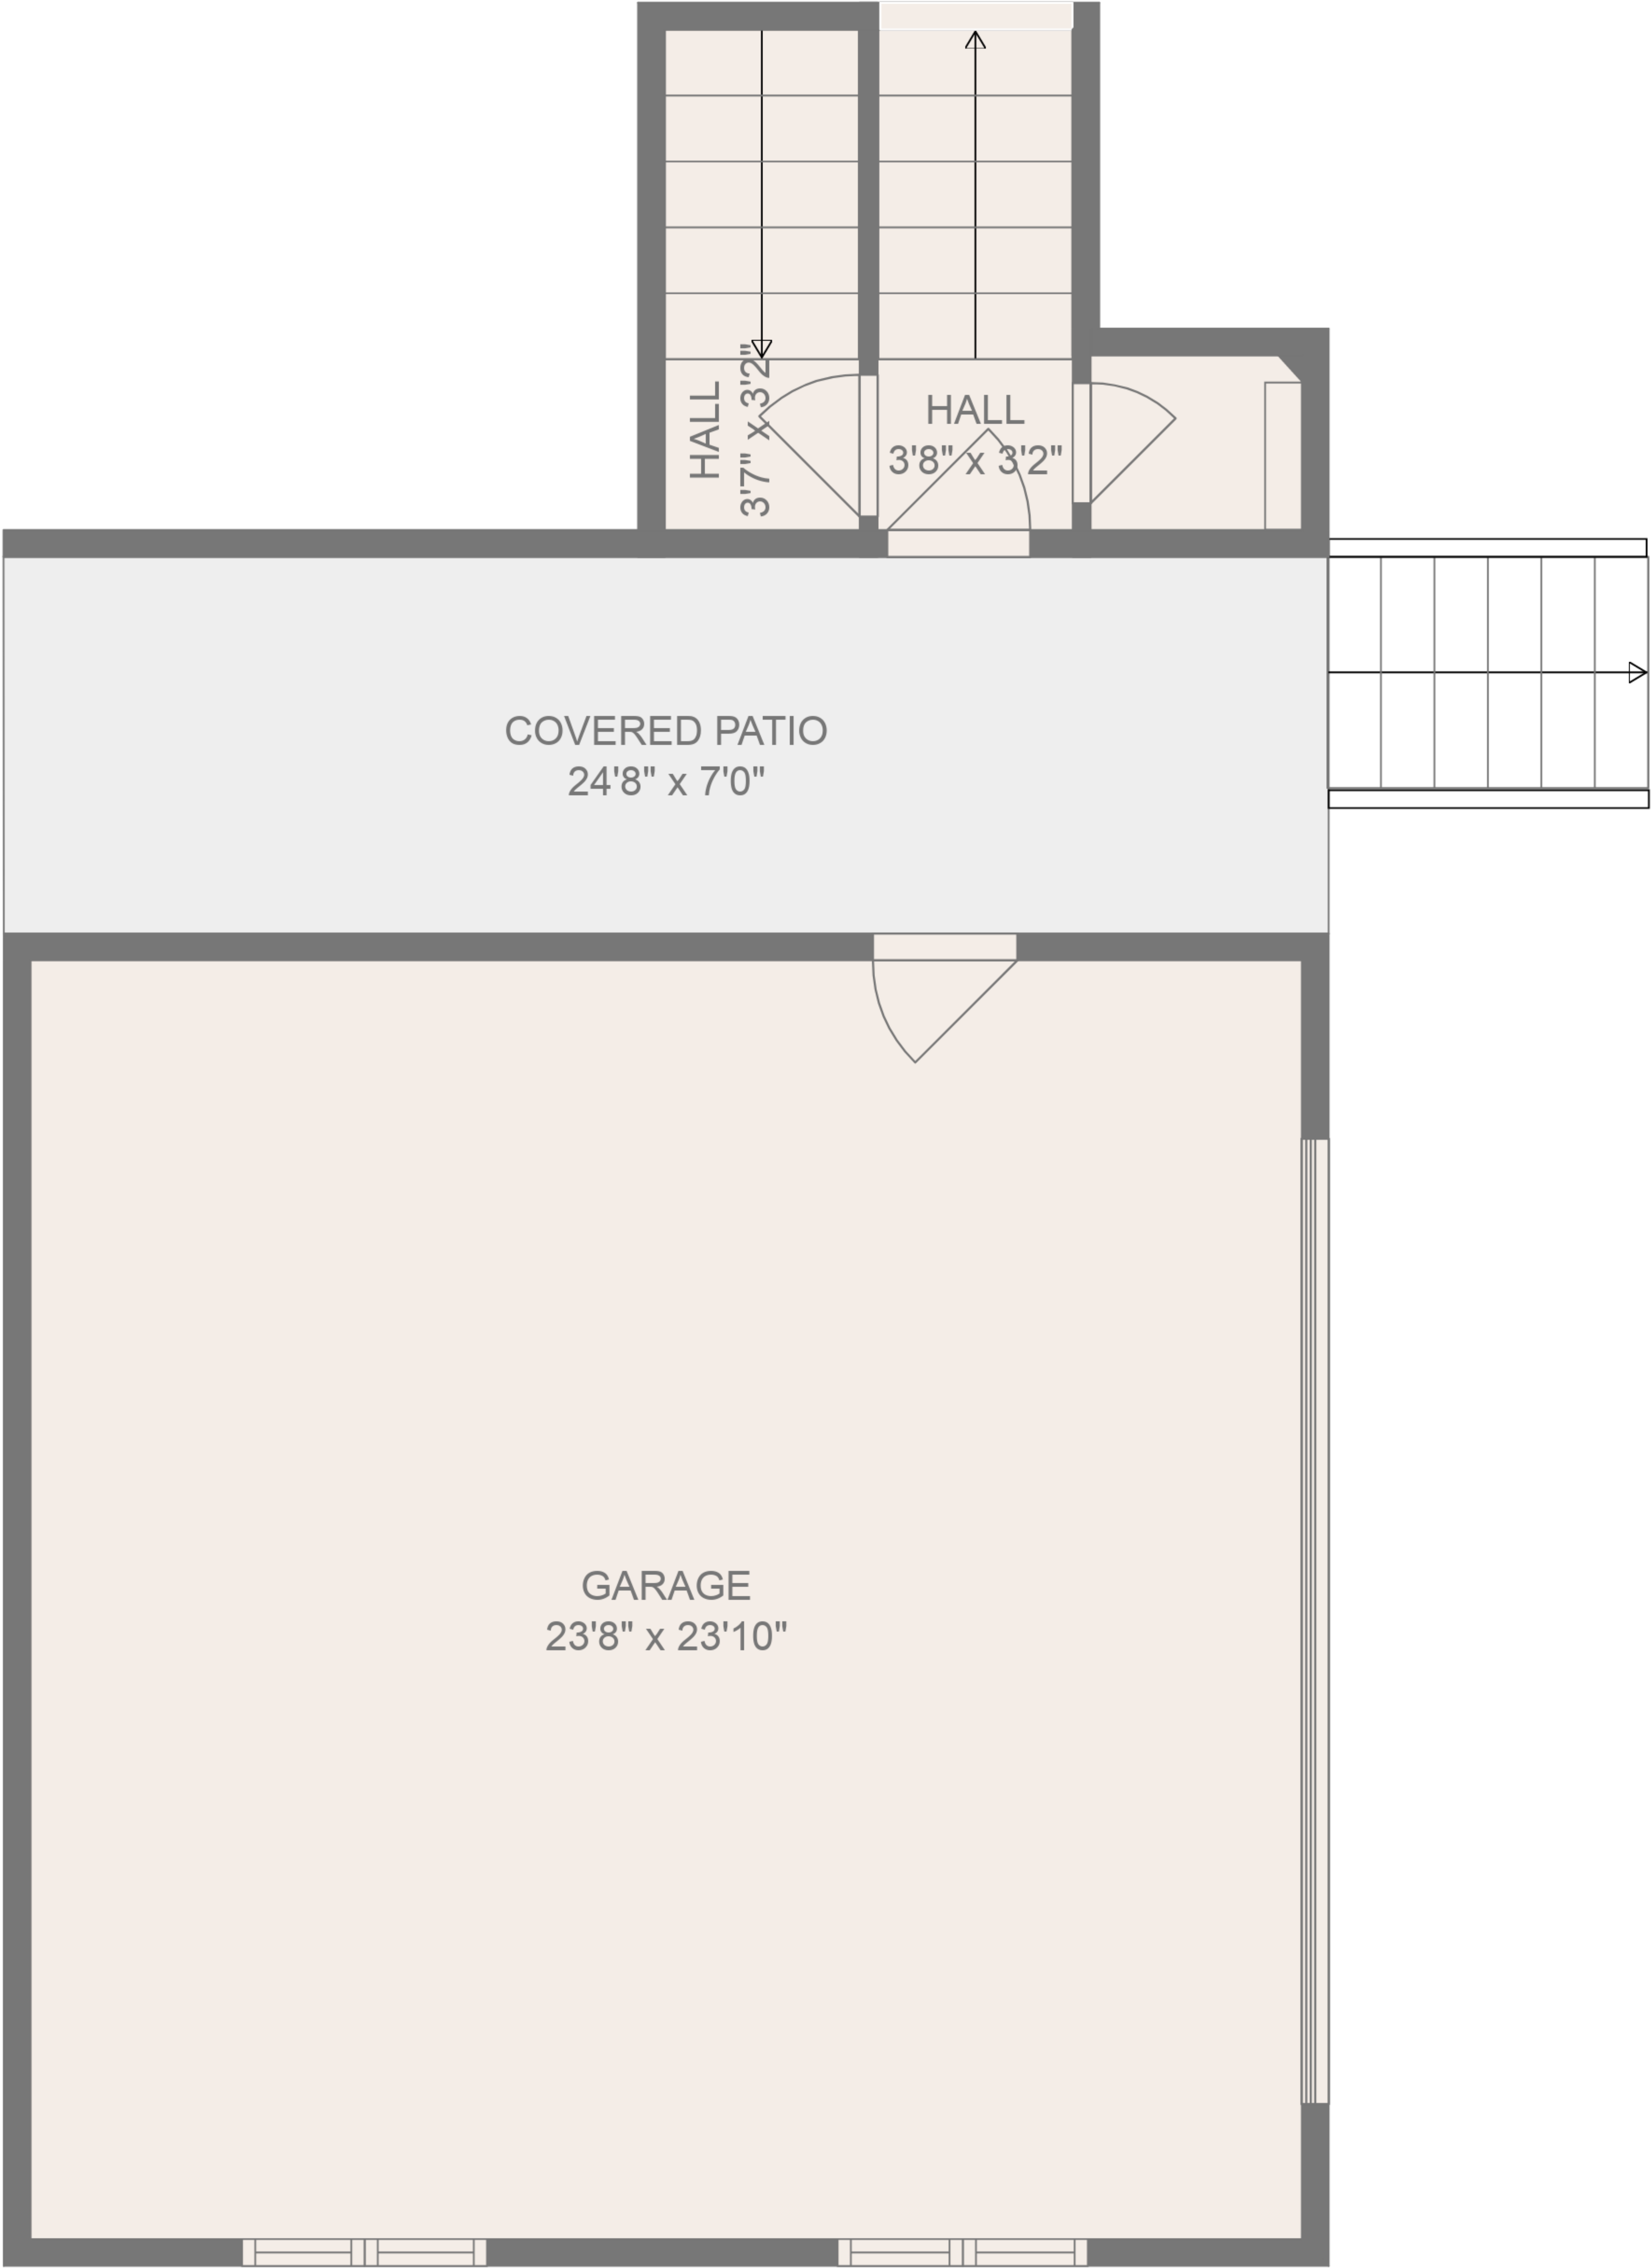 HALL
3'7" x 3'2"
HALL
3'8" x 3'2"
COVERED PATIO
24'8" x 7'0"
GARAGE
23'8" x 23'10"